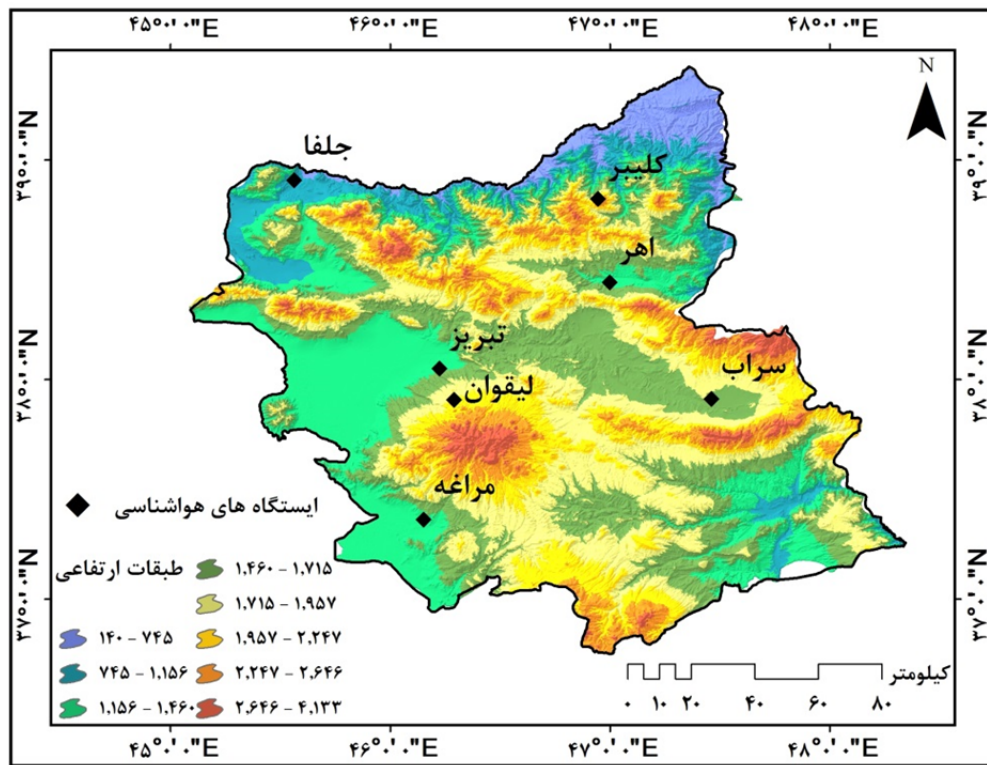 ۴۵°۰'۰"E ۴۶°۰'۰"E ۴۷°۰'۰"E ۴۸°۰'۰"E
N
۳۹°۰'۰"N ۳۹°۰'۰"N
جلفا
کلیبر
اهر
تبریز
سراب
۳۸°۰'۰"N ۳۸°۰'۰"N
لیقوان
مراغه
ایستگاه های هواشناسی
طبقات ارتفاعی
۱,۴۶۰ - ۱,۷۱۵
۱,۷۱۵ - ۱,۹۵۷
۳۷°۰'۰"N ۳۸°۰'۰"N
۱۴۰ - ۷۴۵ ۱,۹۵۷ - ۲,۲۴۷
۷۴۵ - ۱,۱۵۶ ۲,۲۴۷ - ۲,۶۴۶
۱,۱۵۶ - ۱,۴۶۰ ۲,۶۴۶ - ۴,۱۳۳
کیلومتر
۰ ۱۰ ۲۰ ۴۰ ۶۰ ۸۰
۴۵°۰'۰"E ۴۶°۰'۰"E ۴۷°۰'۰"E ۴۸°۰'۰"E